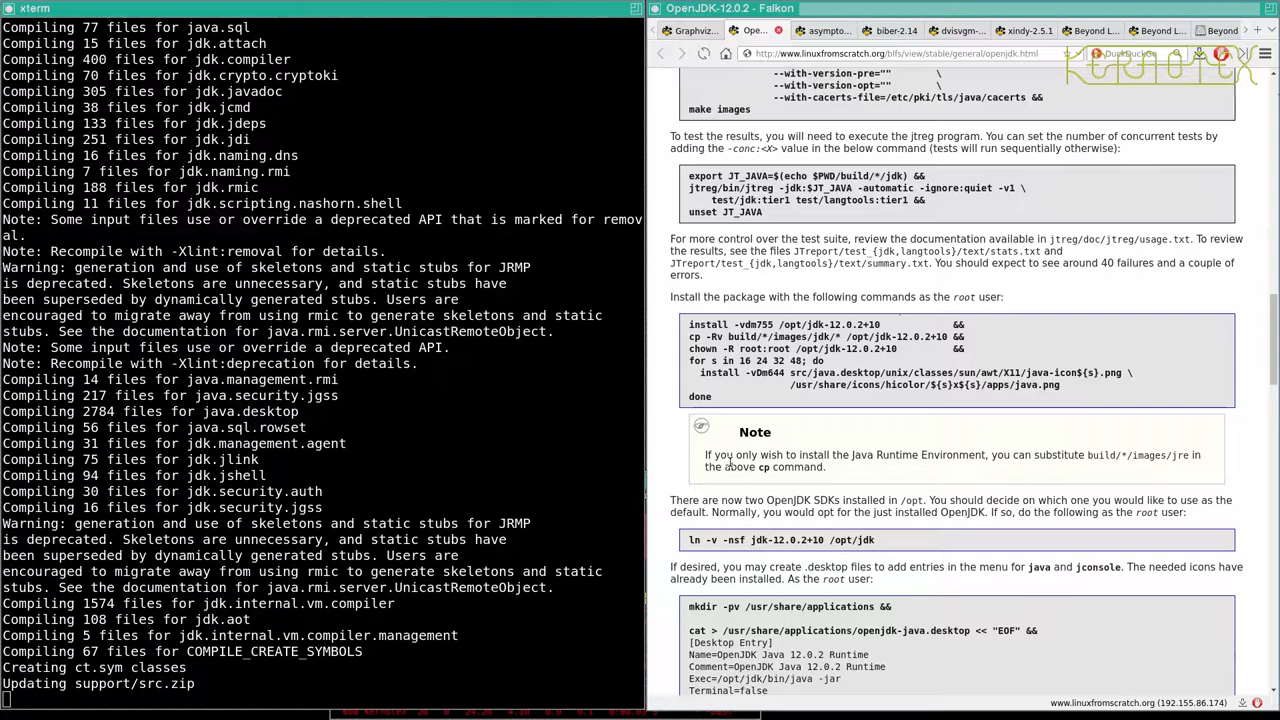 xterm
Compiling 77 files for java.sql
Compiling 15 files for jdk.attach
Compiling 400 files for jdk.compiler
Compiling 70 files for jdk.crypto.cryptoki
Compiling 305 files for jdk.javadoc
Compiling 38 files for jdk.jcmd
Compiling 133 files for jdk.jdeps
Compiling 251 files for jdk.jdi
Compiling 16 files for jdk.naming.dns
Compiling 7 files for jdk.naming.rmi
Compiling 188 files for jdk.rmic
Compiling 11 files for jdk.scripting.nashorn.shell
Note: Some input files use or override a deprecated API that is marked for remov
al.
Note: Recompile with -Xlint:removal for details.
Warning: generation and use of skeletons and static stubs for JRMP
is deprecated. Skeletons are unnecessary, and static stubs have
been superseded by dynamically generated stubs. Users are
encouraged to migrate away from using rmic to generate skeletons and static
stubs. See the documentation for java.rmi.server.UnicastRemoteObject.
Note: Some input files use or override a deprecated API.
Note: Recompile with -Xlint:deprecation for details.
Compiling 14 files for java.management.rmi
Compiling 217 files for java.security.jgss
Compiling 2784 files for java.desktop
Compiling 56 files for java.sql.rowset
Compiling 31 files for jdk.management.agent
Compiling 75 files for jdk.jlink
Compiling 94 files for jdk.jshell
Compiling 30 files for jdk.security.auth
Compiling 16 files for jdk.security.jgss
Warning: generation and use of skeletons and static stubs for JRMP
is deprecated. Skeletons are unnecessary, and static stubs have
been superseded by dynamically generated stubs. Users are
encouraged to migrate away from using rmic to generate skeletons and static
stubs. See the documentation for java.rmi.server.UnicastRemoteObject.
Compiling 1574 files for jdk.internal.vm.compiler
Compiling 108 files for jdk.aot
Compiling 5 files for jdk.internal.vm.compiler.management
Compiling 67 files for COMPILE_CREATE_SYMBOLS
Creating ct.sym classes
Updating support/src.zip
OpenJDK-12.0.2 - Falkon
Graphviz... Ope... asympto... biber-2.14 dvisvgm-... xindy-2.5.1 Beyond L... Beyond L... Beyond
http://www.linuxfromscratch.org/blfs/view/stable/general/openjdk.html DuckDuckGo
KERNOTEX
--with-version-pre="" \
--with-version-opt="" \
--with-cacerts-file=/etc/pki/tls/java/cacerts &&
make images
To test the results, you will need to execute the jtreg program. You can set the number of concurrent tests by
adding the -conc:<X> value in the below command (tests will run sequentially otherwise):
export JT_JAVA=$(echo $PWD/build/*/jdk) &&
jtreg/bin/jtreg -jdk:$JT_JAVA -automatic -ignore:quiet -v1 \
test/jdk:tier1 test/langtools:tier1 &&
unset JT_JAVA
For more control over the test suite, review the documentation available in jtreg/doc/jtreg/usage.txt. To review
the results, see the files JTreport/test_{jdk,langtools}/text/stats.txt and
JTreport/test_{jdk,langtools}/text/summary.txt. You should expect to see around 40 failures and a couple of
errors.
Install the package with the following commands as the root user:
install -vdm755 /opt/jdk-12.0.2+10 &&
cp -Rv build/*/images/jdk/* /opt/jdk-12.0.2+10 &&
chown -R root:root /opt/jdk-12.0.2+10 &&
for s in 16 24 32 48; do
install -vDm644 src/java.desktop/unix/classes/sun/awt/X11/java-icon${s}.png \
/usr/share/icons/hicolor/${s}x${s}/apps/java.png
done
Note
If you only wish to install the Java Runtime Environment, you can substitute build/*/images/jre in
the above cp command.
There are now two OpenJDK SDKs installed in /opt. You should decide on which one you would like to use as the
default. Normally, you would opt for the just installed OpenJDK. If so, do the following as the root user:
ln -v -nsf jdk-12.0.2+10 /opt/jdk
If desired, you may create .desktop files to add entries in the menu for java and jconsole. The needed icons have
already been installed. As the root user:
mkdir -pv /usr/share/applications &&
cat > /usr/share/applications/openjdk-java.desktop << "EOF" &&
[Desktop Entry]
Name=OpenJDK Java 12.0.2 Runtime
Comment=OpenJDK Java 12.0.2 Runtime
Exec=/opt/jdk/bin/java -jar
Terminal=false
www.linuxfromscratch.org (192.155.86.174)